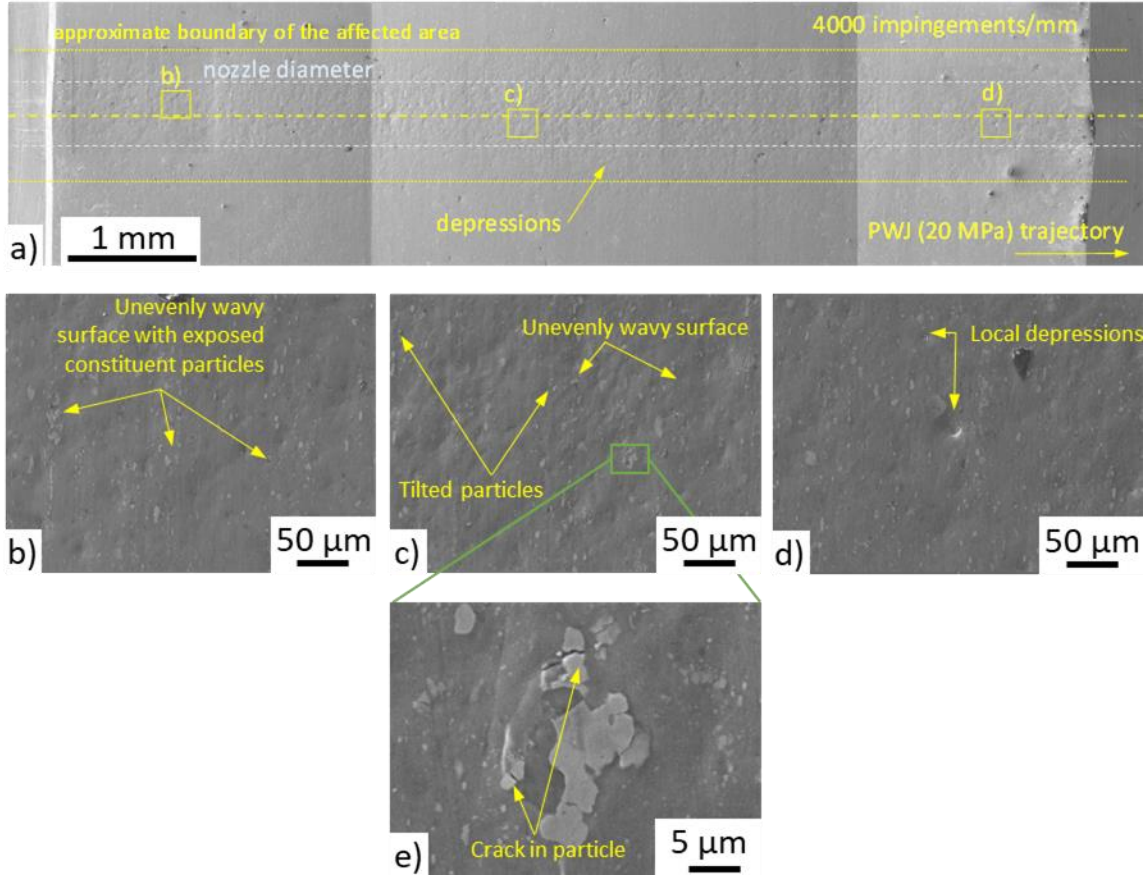 approximate boundary of the affected area
4000 impingements/mm
nozzle diameter
b)
c)
d)
depressions
1 mm
PWJ (20 MPa) trajectory
a)
Unevenly wavy
surface with exposed
constituent particles
50 µm
b)
Unevenly wavy surface
Tilted particles
50 µm
c)
Local depressions
50 µm
d)
Crack in particle
5 µm
e)